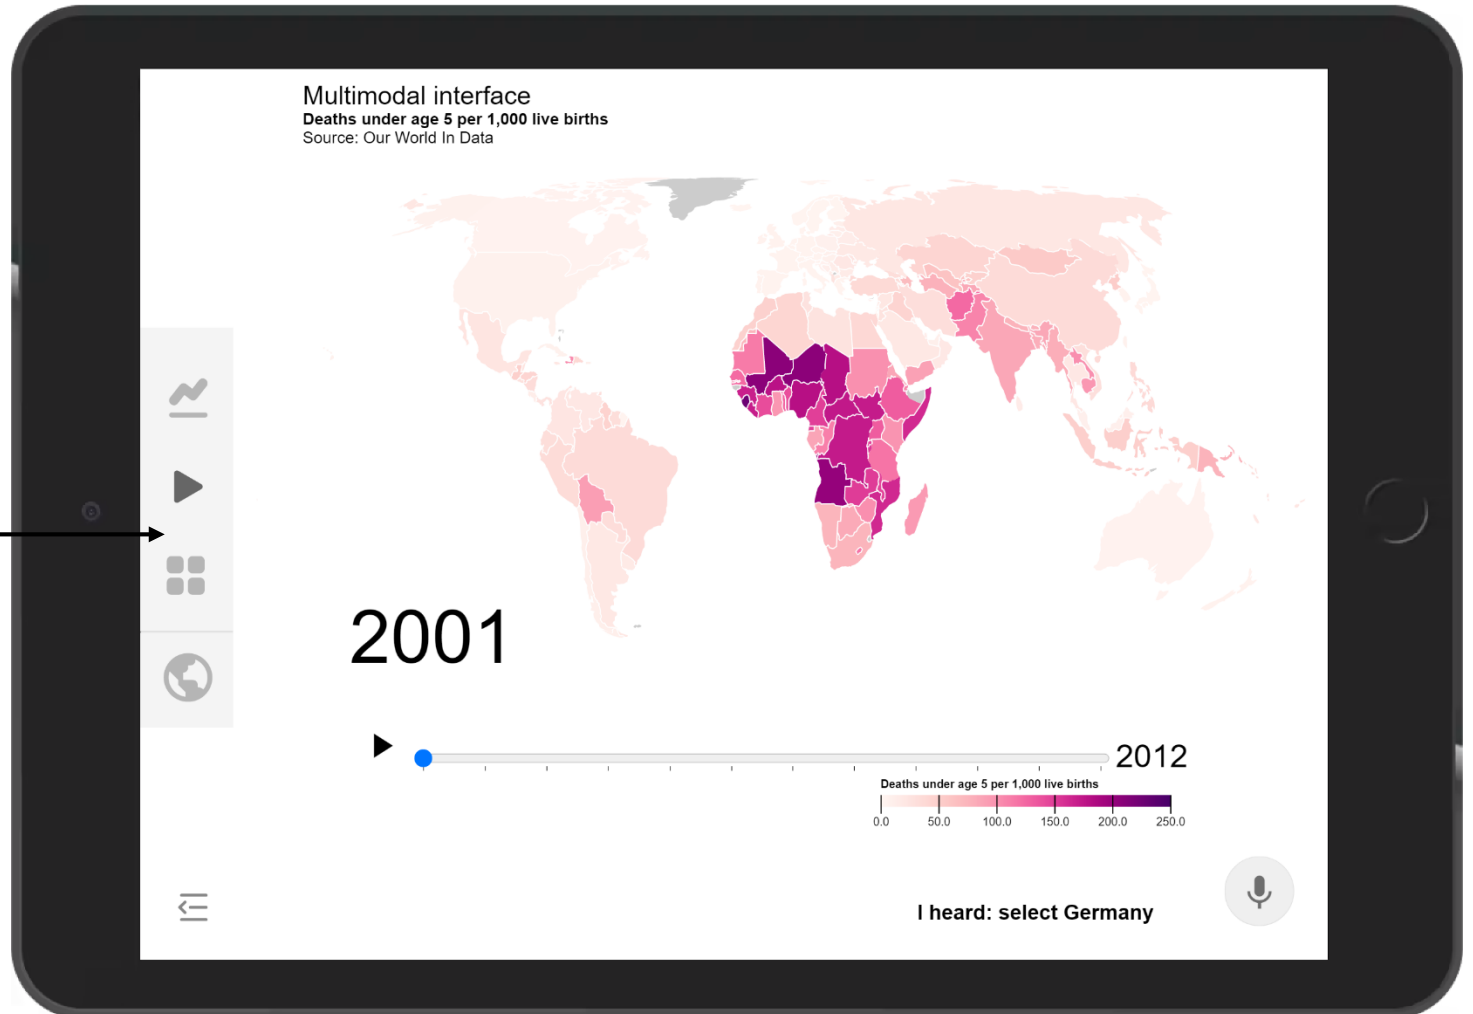 Multimodal interface
Deaths under age 5 per 1,000 live births
Source: Our World In Data
2001
2012
Deaths under age 5 per 1,000 live births
0.0 50.0 100.0 150.0 200.0 250.0
I heard: select Germany